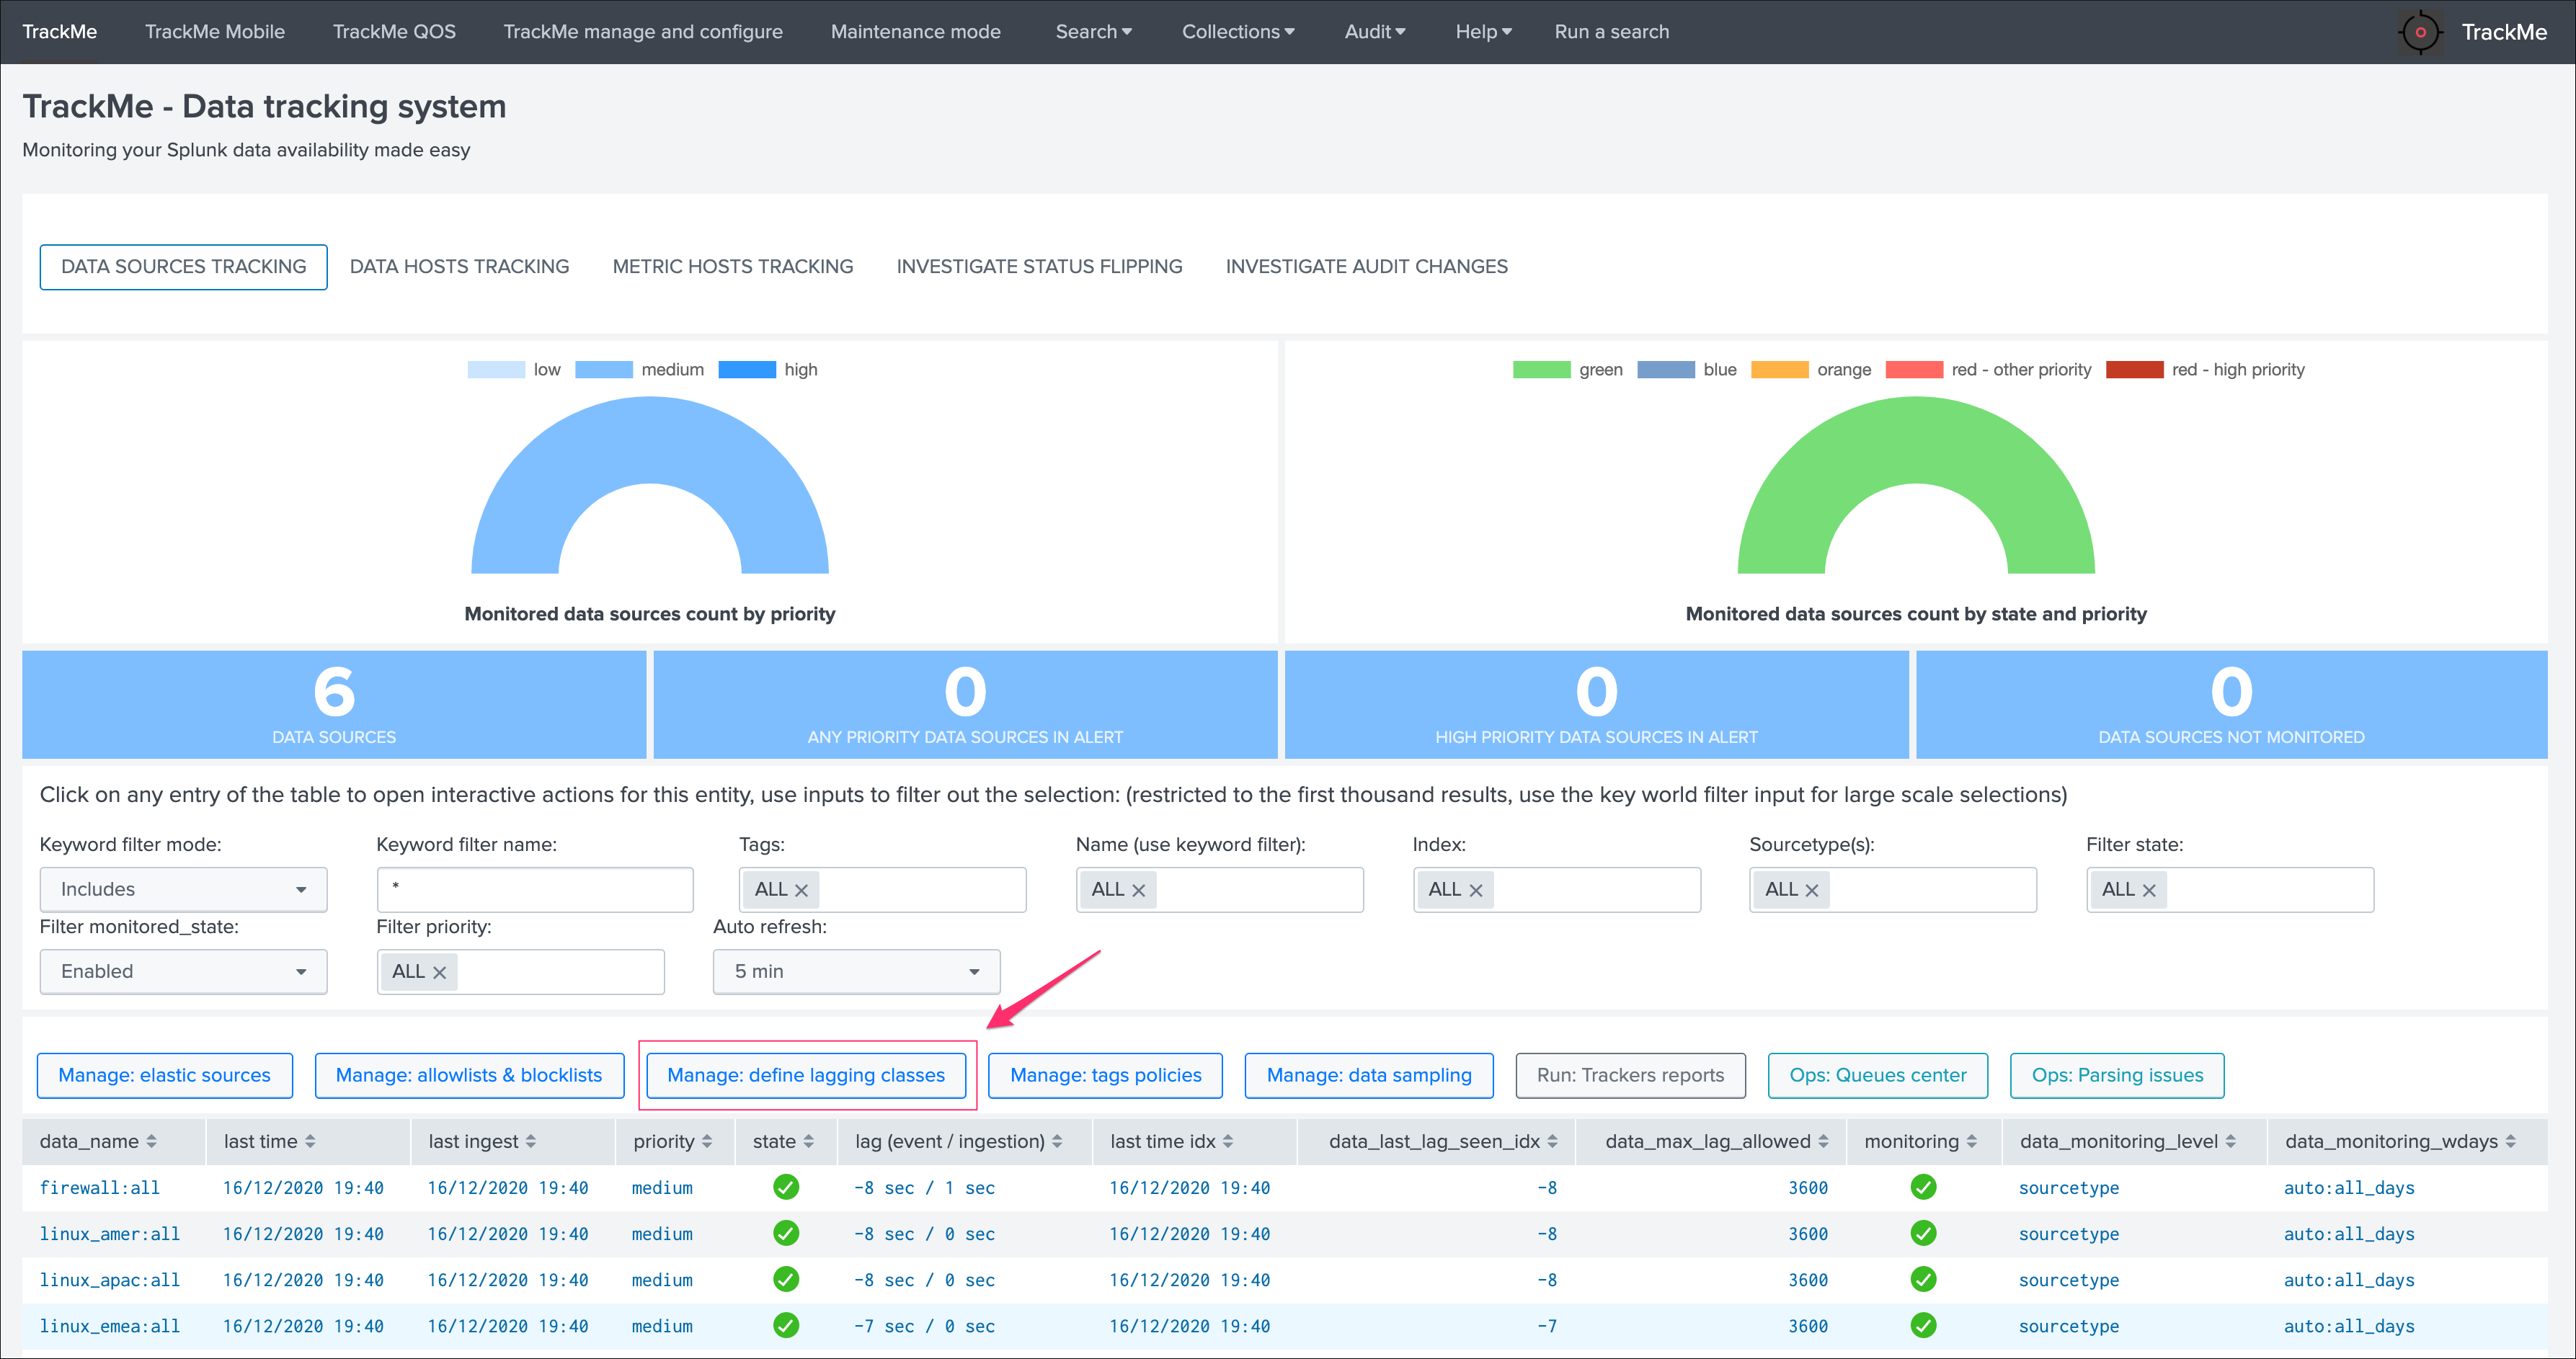 TrackMe TrackMe Mobile TrackMe QOS TrackMe manage and configure Maintenance mode Search Collections Audit Help Run a search TrackMe
TrackMe - Data tracking system
Monitoring your Splunk data availability made easy
DATA SOURCES TRACKING DATA HOSTS TRACKING METRIC HOSTS TRACKING INVESTIGATE STATUS FLIPPING INVESTIGATE AUDIT CHANGES
low medium high
Monitored data sources count by priority
green blue orange red - other priority red - high priority
Monitored data sources count by state and priority
6
DATA SOURCES
0
ANY PRIORITY DATA SOURCES IN ALERT
0
HIGH PRIORITY DATA SOURCES IN ALERT
0
DATA SOURCES NOT MONITORED
Click on any entry of the table to open interactive actions for this entity, use inputs to filter out the selection: (restricted to the first thousand results, use the key world filter input for large scale selections)
Keyword filter mode: Keyword filter name: Tags: Name (use keyword filter): Index: Sourcetype(s): Filter state:
Includes * ALL ALL ALL ALL ALL
Filter monitored_state: Filter priority: Auto refresh:
Enabled ALL 5 min
Manage: elastic sources Manage: allowlists & blocklists Manage: define lagging classes Manage: tags policies Manage: data sampling Run: Trackers reports Ops: Queues center Ops: Parsing issues
data_name last time last ingest priority state lag (event / ingestion) last time idx data_last_lag_seen_idx data_max_lag_allowed monitoring data_monitoring_level data_monitoring_wdays
firewall:all 16/12/2020 19:40 16/12/2020 19:40 medium -8 sec / 1 sec 16/12/2020 19:40 -8 3600 sourcetype auto:all_days
linux_amer:all 16/12/2020 19:40 16/12/2020 19:40 medium -8 sec / 0 sec 16/12/2020 19:40 -8 3600 sourcetype auto:all_days
linux_apac:all 16/12/2020 19:40 16/12/2020 19:40 medium -8 sec / 0 sec 16/12/2020 19:40 -8 3600 sourcetype auto:all_days
linux_emea:all 16/12/2020 19:40 16/12/2020 19:40 medium -7 sec / 0 sec 16/12/2020 19:40 -7 3600 sourcetype auto:all_days